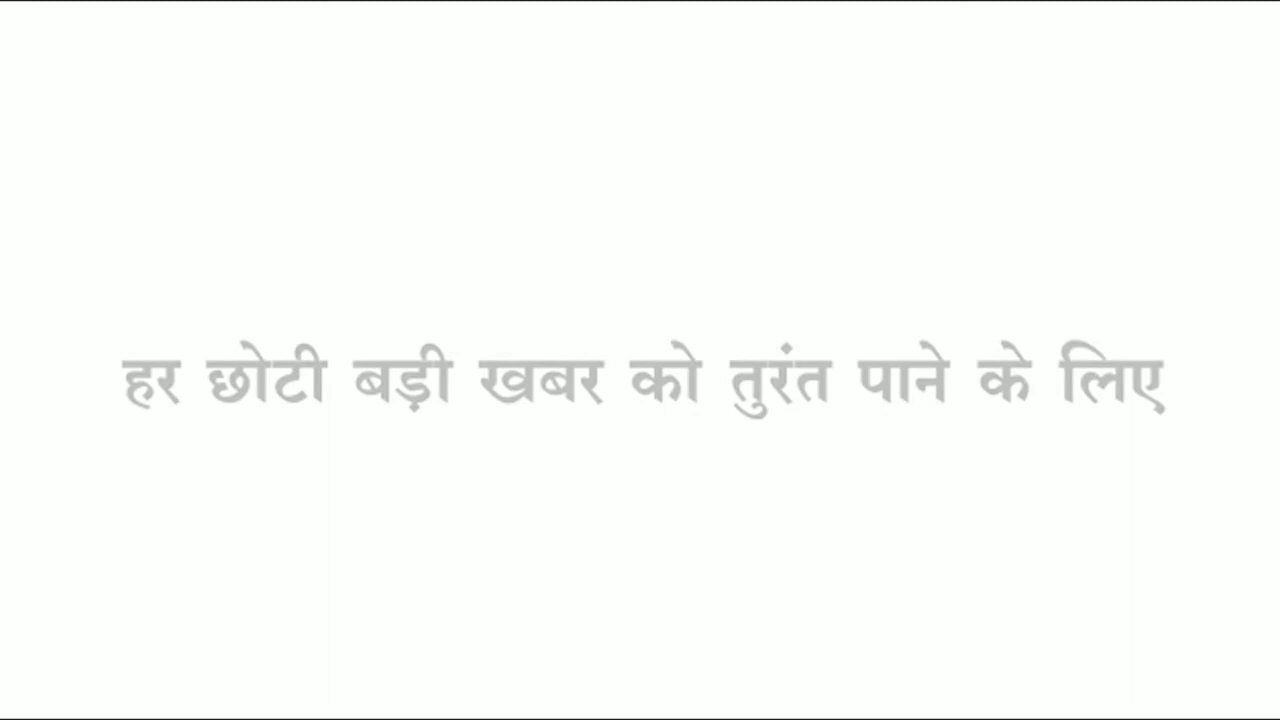 हर छोटी बड़ी खबर को तुरंत पाने के लिए